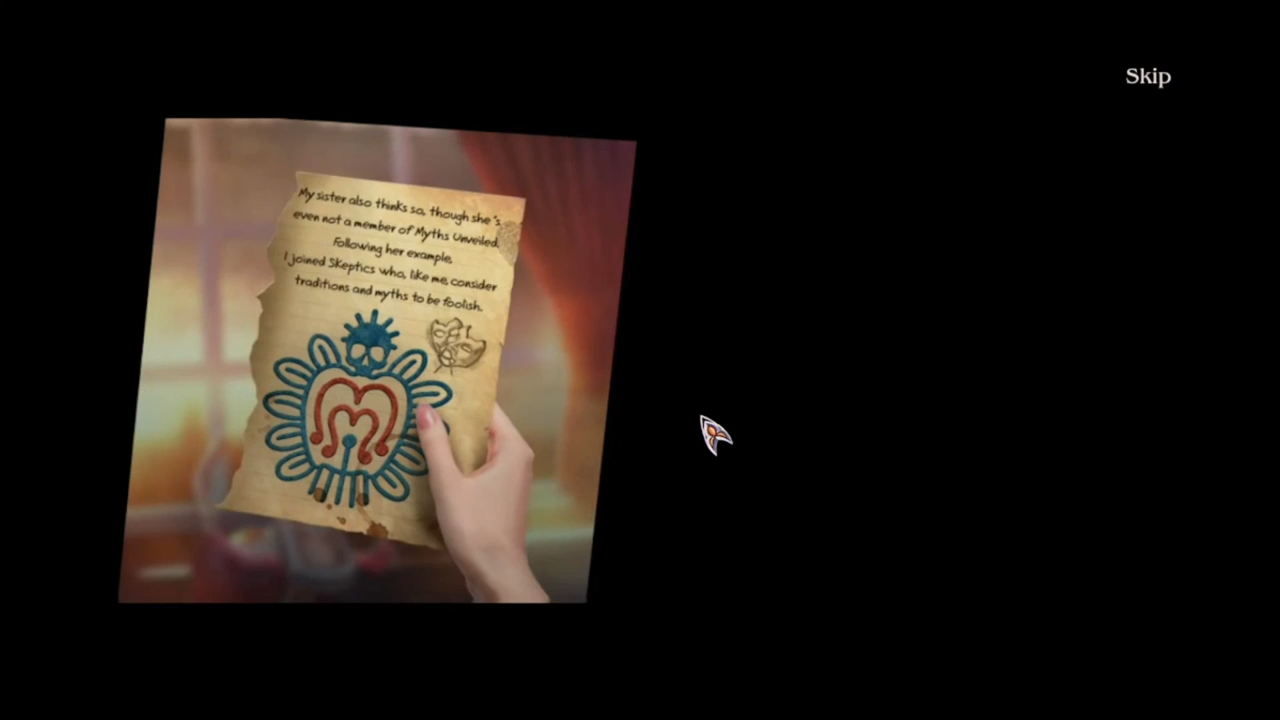 Skip
My sister also thinks so, though she's
even not a member of Myths Unveiled.
Following her example,
I joined Skeptics who, like me, consider
traditions and myths to be foolish.